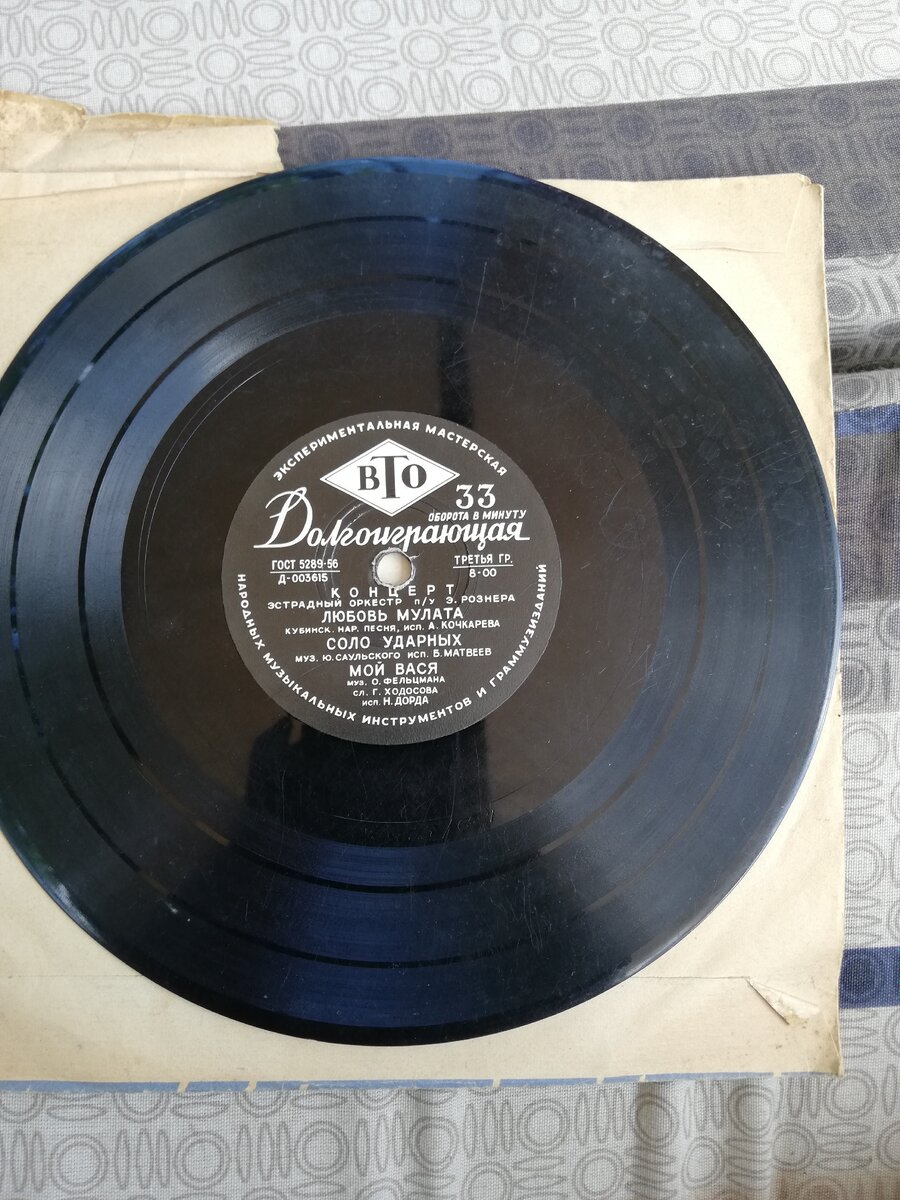 ЭКСПЕРИМЕНТАЛЬНАЯ МАСТЕРСКАЯ
ВТО
33
ОБОРОТА В МИНУТУ
Долгоиграющая
ГОСТ 5289-56
Д-003615
ТРЕТЬЯ ГР.
8-00
КОНЦЕРТ
ЭСТРАДНЫЙ ОРКЕСТР П/У Э. РОЗНЕРА
ЛЮБОВЬ МУЛАТА
КУБИНСК. НАР. ПЕСНЯ, ИСП. А. КОЧКАРЕВА
СОЛО УДАРНЫХ
МУЗ. Ю. САУЛЬСКОГО ИСП. Б. МАТВЕЕВ
МОЙ ВАСЯ
МУЗ. О. ФЕЛЬЦМАНА
СЛ. Г. ХОДОСОВА
ИСП. Н. ДОРДА
НАРОДНЫХ МУЗЫКАЛЬНЫХ ИНСТРУМЕНТОВ И ГРАММУЗИЗДАНИЙ